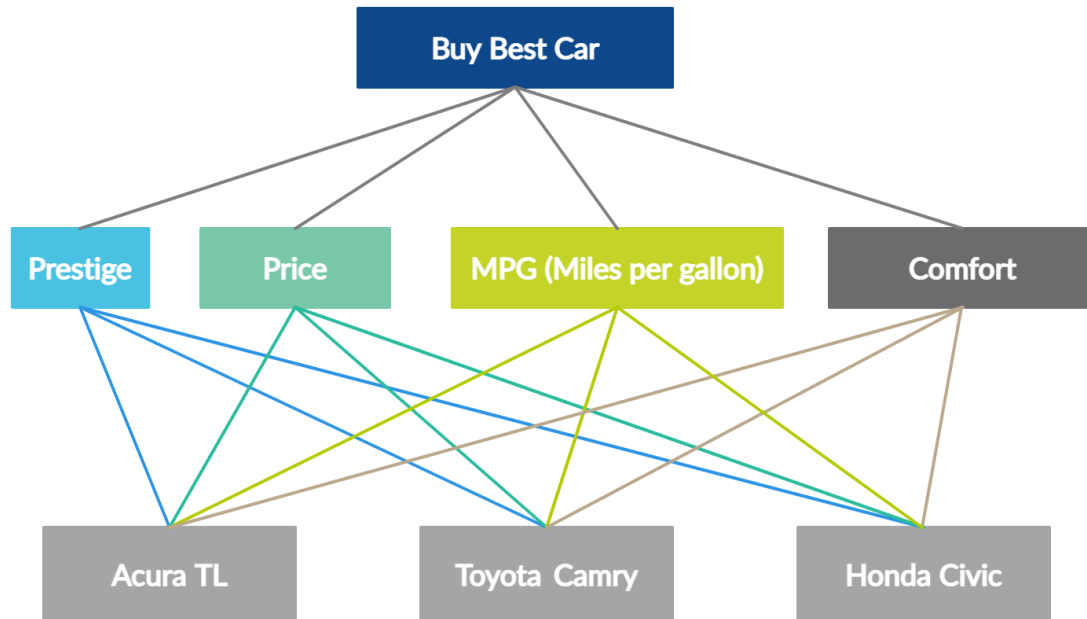 Buy Best Car
Prestige
Price
MPG (Miles per gallon)
Comfort
Acura TL
Toyota Camry
Honda Civic